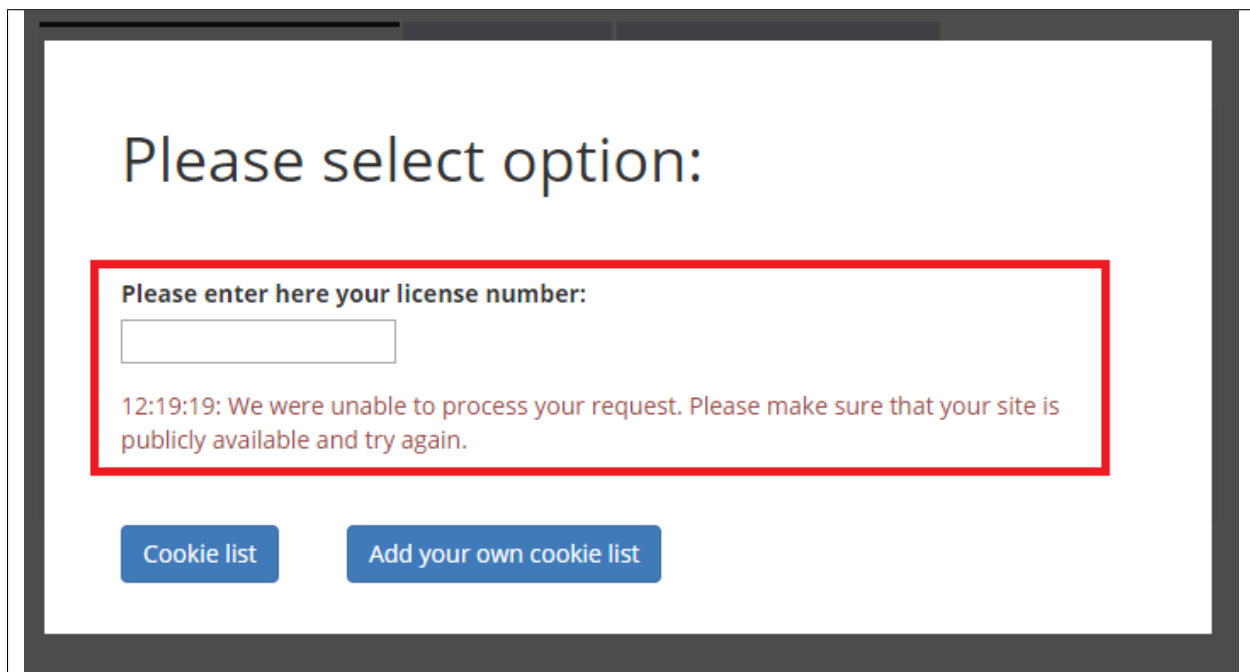 Please select option:
Please enter here your license number:
12:19:19: We were unable to process your request. Please make sure that your site is
publicly available and try again.
Cookie list
Add your own cookie list